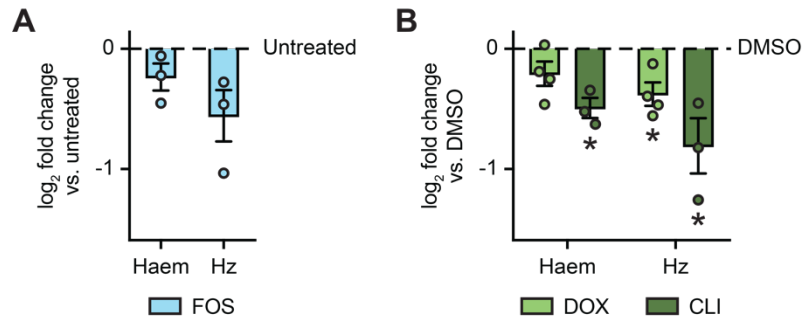 A
log₂ fold change
vs. untreated
0
-1
Untreated
Haem Hz
FOS
B
log₂ fold change
vs. DMSO
0
-1
DMSO
*
*
*
Haem Hz
DOX CLI